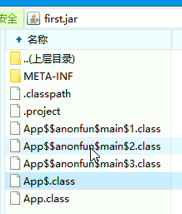 安全 first.jar
名称
..(上层目录)
META-INF
.classpath
.project
App$$anonfun$main$1.class
App$$anonfun$main$2.class
App$$anonfun$main$3.class
App$.class
App.class